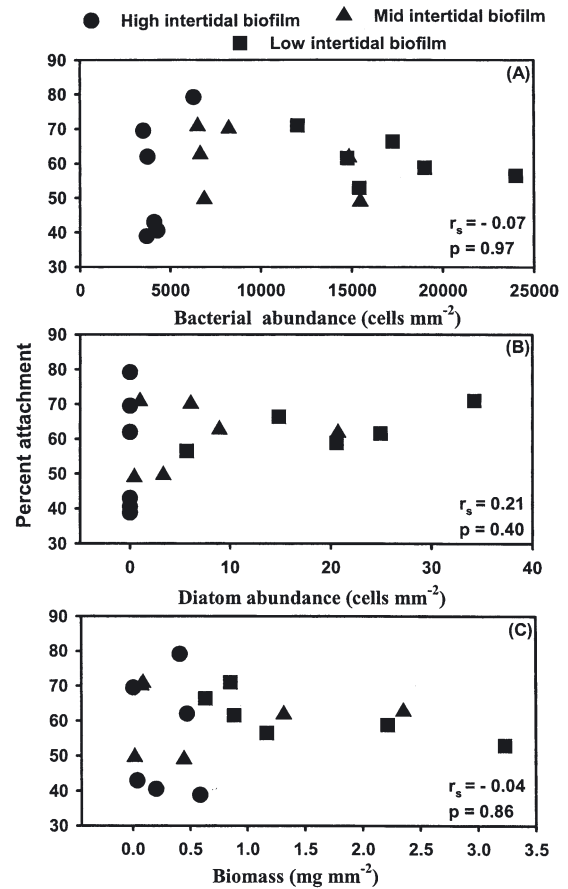 High intertidal biofilm
Mid intertidal biofilm
Low intertidal biofilm
90
(A)
80
70
60
50
40
30
r_s = - 0.07
p = 0.97
0 5000 10000 15000 20000 25000
Bacterial abundance (cells mm⁻²)
Percent attachment
90
(B)
80
70
60
50
40
30
r_s = 0.21
p = 0.40
0 10 20 30 40
Diatom abundance (cells mm⁻²)
90
(C)
80
70
60
50
40
30
r_s = - 0.04
p = 0.86
0.0 0.5 1.0 1.5 2.0 2.5 3.0 3.5
Biomass (mg mm⁻²)